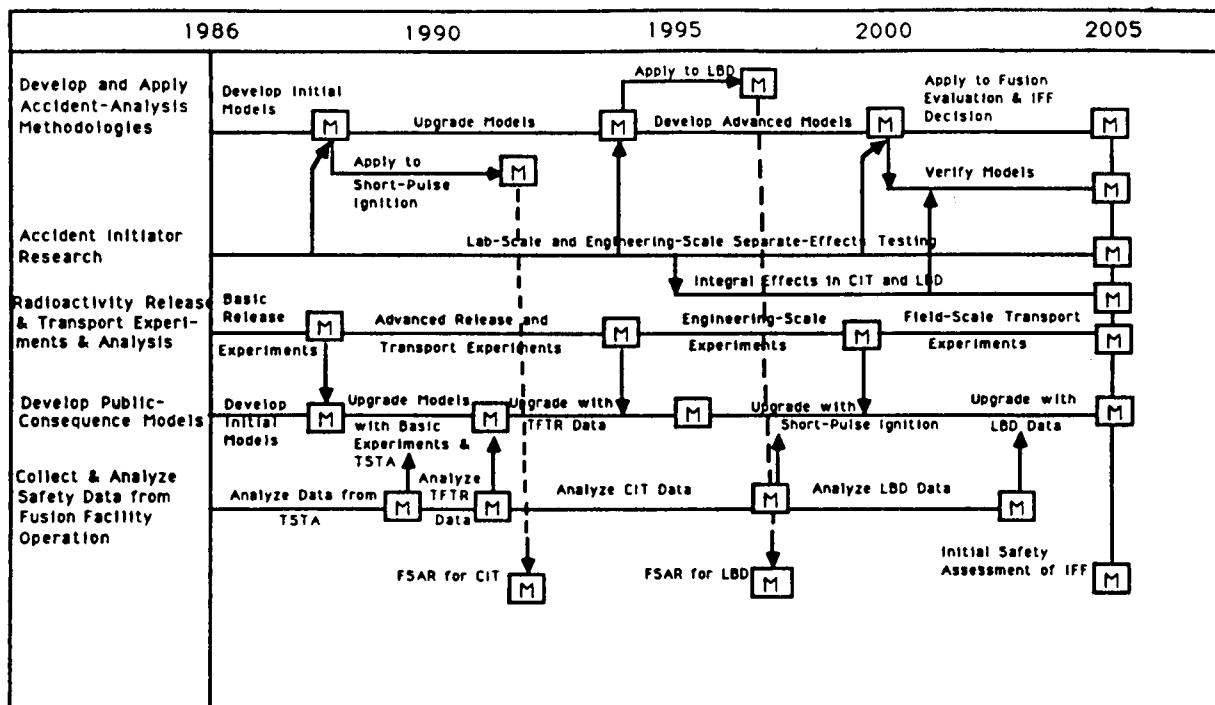 1986 1990 1995 2000 2005
Develop and Apply
Accident-Analysis
Methodologies
Develop Initial
Models
M
Upgrade Models
M
Apply to LBD
M
Develop Advanced Models
M
Apply to Fusion
Evaluation & IFF
Decision
M
Apply to
Short-Pulse
Ignition
M
Verify Models
M
Accident Initiator
Research
Lab-Scale and Engineering-Scale Separate-Effects Testing
M
Integral Effects in CIT and LBD
M
Radioactivity Release
& Transport Experi-
ments & Analysis
Basic
Release
Experiments
M
Advanced Release and
Transport Experiments
M
Engineering-Scale
Experiments
M
Field-Scale Transport
Experiments
M
Develop Public-
Consequence Models
Develop
Initial
Models
M
Upgrade Models
with Basic
Experiments &
TSTA
M
Upgrade with
TFTR Data
M
Upgrade with
Short-Pulse Ignition
Upgrade with
LBD Data
M
Collect & Analyze
Safety Data from
Fusion Facility
Operation
Analyze Data from
TSTA
M
Analyze
TFTR
Data
M
Analyze CIT Data
M
Analyze LBD Data
M
FSAR for CIT
M
FSAR for LBD
M
Initial Safety
Assessment of IFF
M